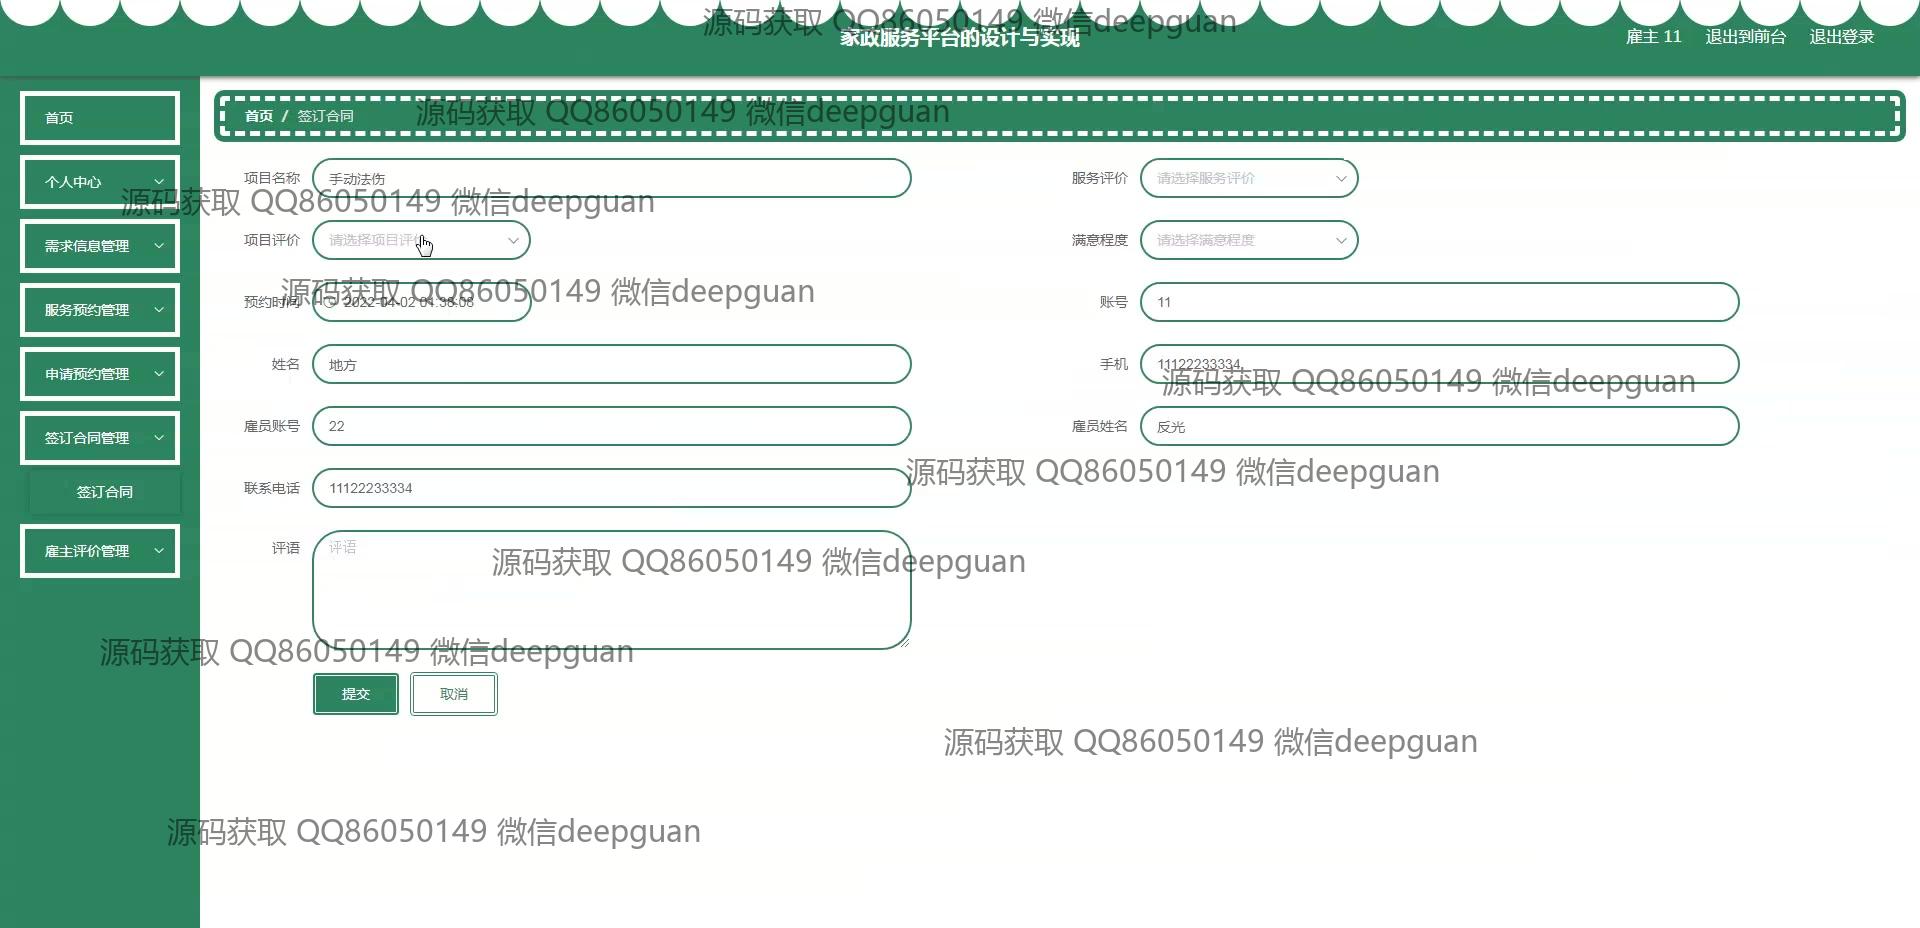 源码获取 QQ86050149 微信deepguan
家政服务平台的设计与实现
雇主 11 退出到前台 退出登录
首页
个人中心
需求信息管理
服务预约管理
申请预约管理
签订合同管理
签订合同
雇主评价管理
首页 / 签订合同
源码获取 QQ86050149 微信deepguan
项目名称 手动法伤
服务评价 请选择服务评价
源码获取 QQ86050149 微信deepguan
项目评价 请选择项目评价
满意程度 请选择满意程度
源码获取 QQ86050149 微信deepguan
预约时间 2022-04-02 01:38:08
账号 11
姓名 地方
手机 11122233334
源码获取 QQ86050149 微信deepguan
雇员账号 22
雇员姓名 反光
源码获取 QQ86050149 微信deepguan
联系电话 11122233334
评语 评语
源码获取 QQ86050149 微信deepguan
源码获取 QQ86050149 微信deepguan
提交 取消
源码获取 QQ86050149 微信deepguan
源码获取 QQ86050149 微信deepguan